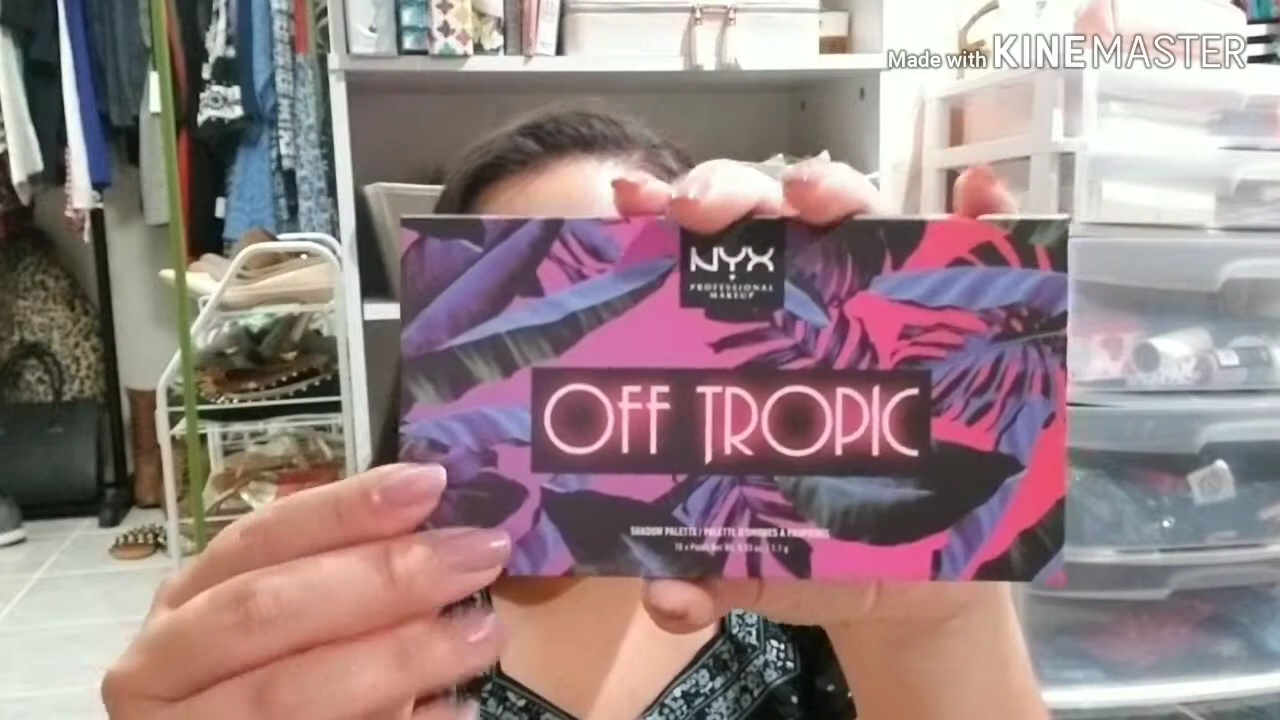 Made with KINEMASTER
NYX
PROFESSIONAL
MAKEUP
OFF TROPIC
SHADOW PALETTE / PALETTE D'OMBRES À PAUPIÈRES